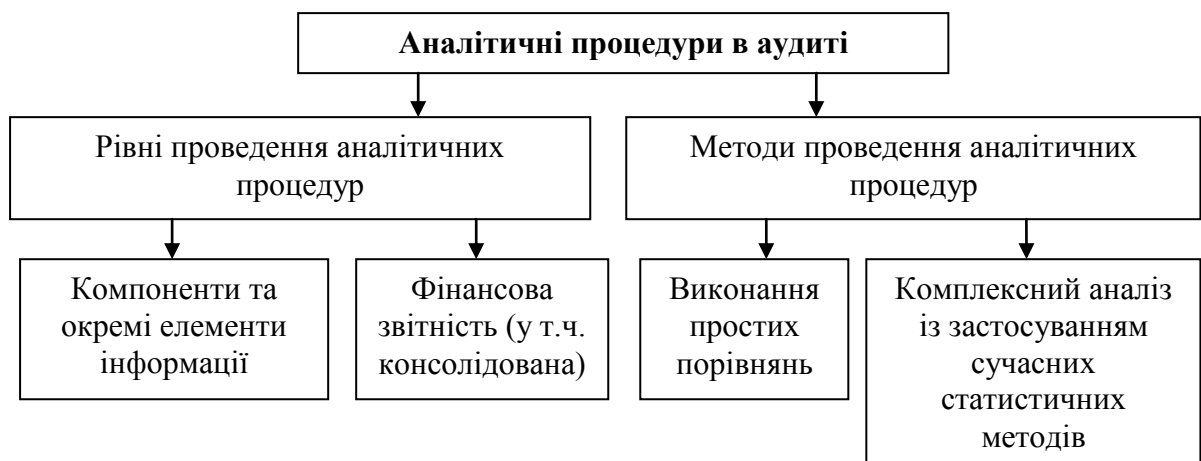 Аналітичні процедури в аудиті
Рівні проведення аналітичних
процедур
Методи проведення аналітичних
процедур
Компоненти та
окремі елементи
інформації
Фінансова
звітність (у т.ч.
консолідована)
Виконання
простих
порівнянь
Комплексний аналіз
із застосуванням
сучасних
статистичних
методів